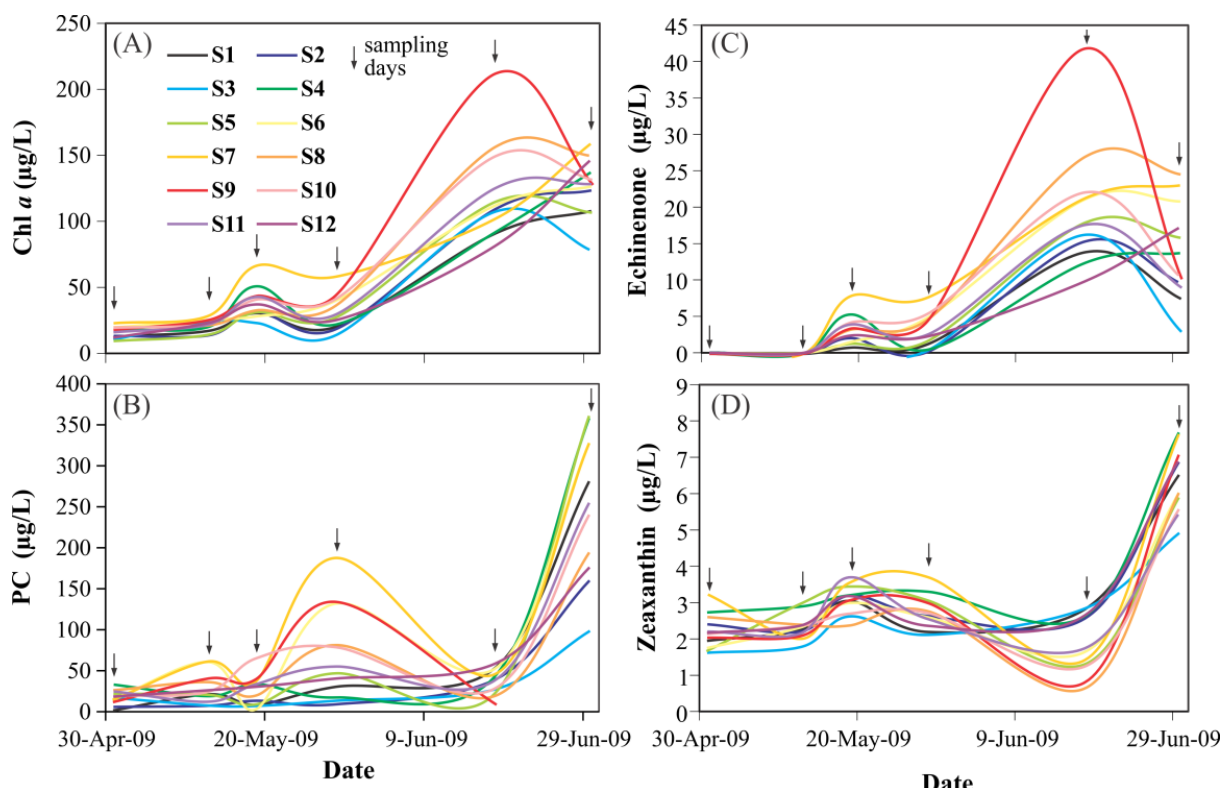 (A)
250
200
150
100
50
0
Chl a (µg/L)
S1 S2
S3 S4
S5 S6
S7 S8
S9 S10
S11 S12
sampling
days
(C)
45
40
35
30
25
20
15
10
5
0
Echinenone (µg/L)
(B)
400
350
300
250
200
150
100
50
0
PC (µg/L)
30-Apr-09 20-May-09 9-Jun-09 29-Jun-09
Date
(D)
9
8
7
6
5
4
3
2
1
0
Zeaxanthin (µg/L)
30-Apr-09 20-May-09 9-Jun-09 29-Jun-09
Date